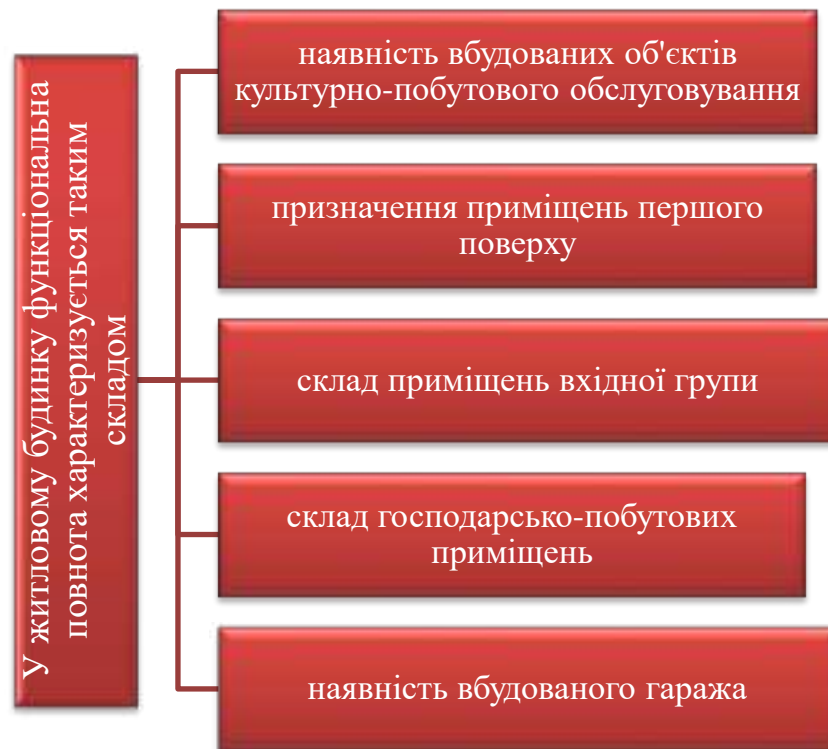 У житловому будинку функціональна
повнота характеризується таким
складом
наявність вбудованих об'єктів
культурно-побутового обслуговування
призначення приміщень першого
поверху
склад приміщень вхідної групи
склад господарсько-побутових
приміщень
наявність вбудованого гаража